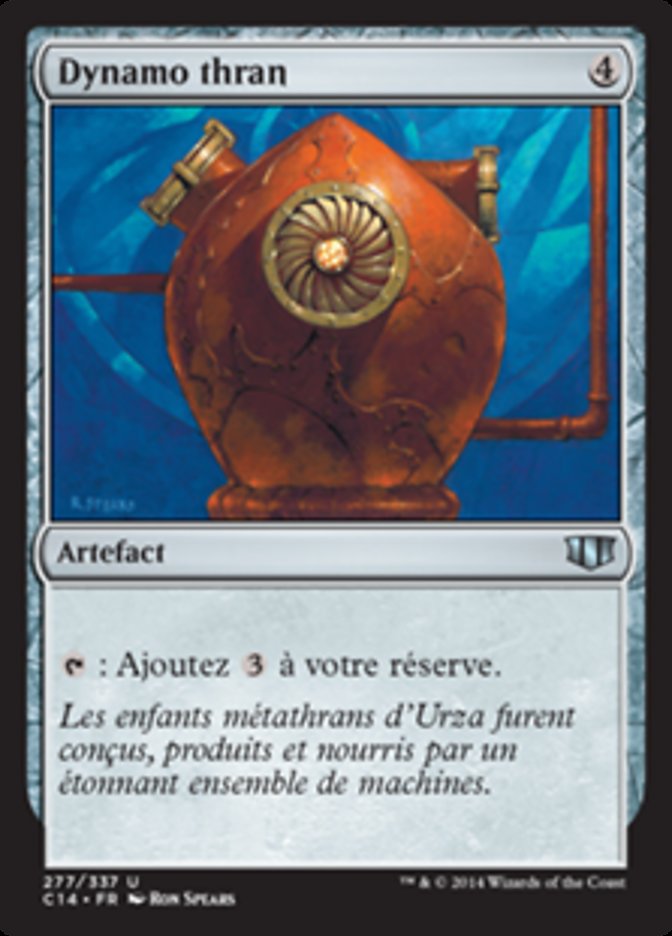 Dynamo thran 4
R. SPEARS
Artefact
: Ajoutez 3 à votre réserve.
Les enfants métathrans d'Urza furent
conçus, produits et nourris par un
étonnant ensemble de machines.
277/337 U
C14 • FR Ron Spears
™ & © 2014 Wizards of the Coast